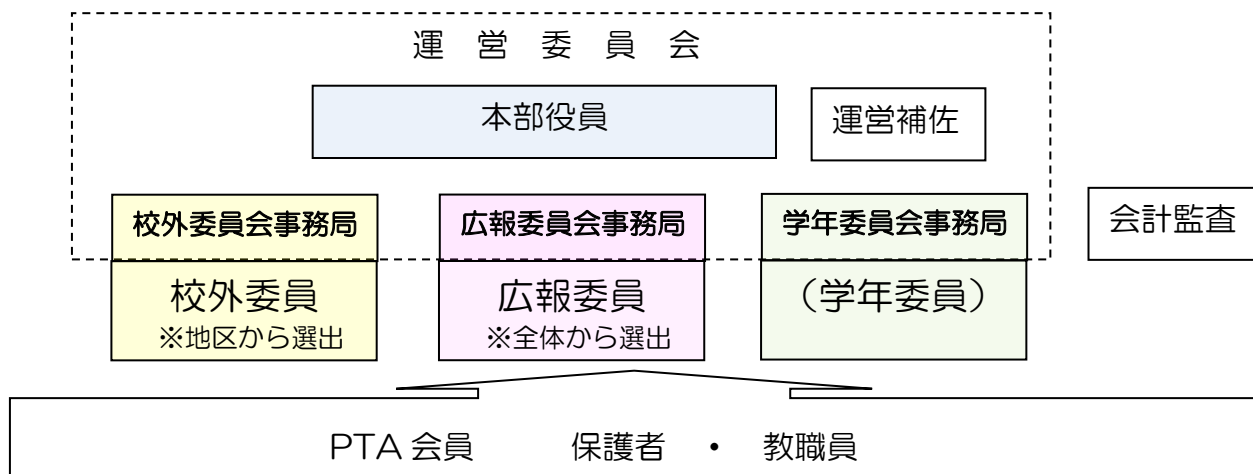 運 営 委 員 会
本部役員
運営補佐
校外委員会事務局
広報委員会事務局
学年委員会事務局
会計監査
校外委員
※地区から選出
広報委員
※全体から選出
（学年委員）
PTA 会員 保護者 ・ 教職員